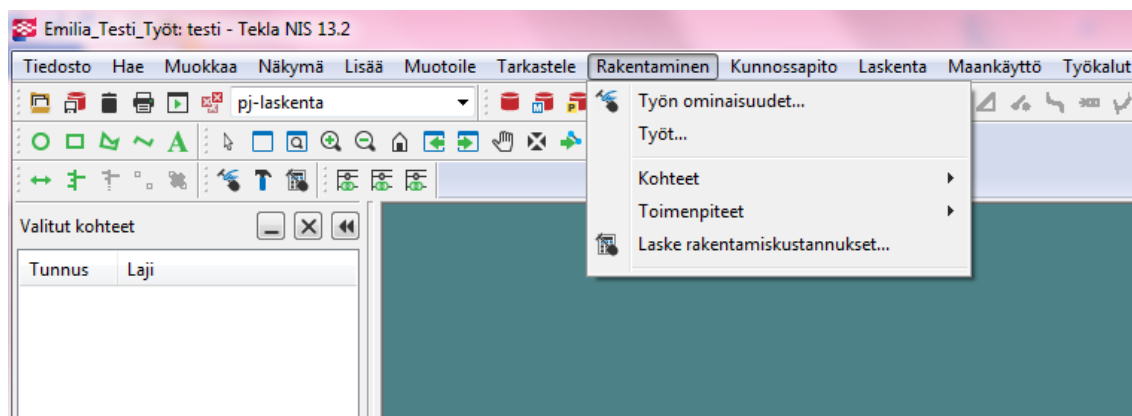 Emilia_Testi_Työt: testi - Tekla NIS 13.2
Tiedosto Hae Muokkaa Näkymä Lisää Muotoile Tarkastele Rakentaminen Kunnossapito Laskenta Maankäyttö Työkalut
pj-laskenta
Työn ominaisuudet...
Työt...
Kohteet
Toimenpiteet
Laske rakentamiskustannukset...
Valitut kohteet
Tunnus Laji